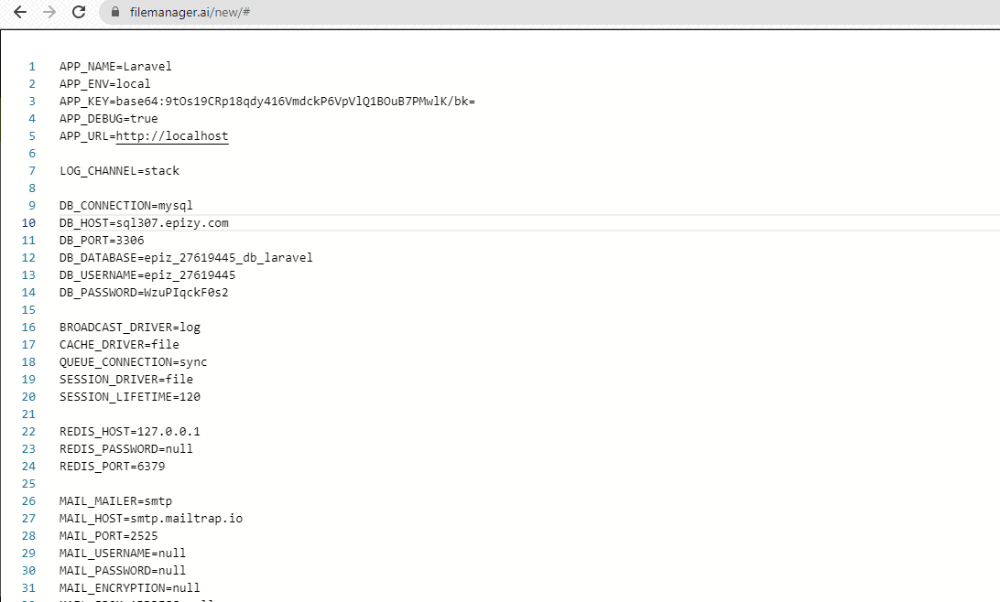 filemanager.ai/new/#
1 APP_NAME=Laravel
2 APP_ENV=local
3 APP_KEY=base64:9tOs19CRp18qdy416VmdckP6VpVlQ1BOuB7PMwlK/bk=
4 APP_DEBUG=true
5 APP_URL=http://localhost
6
7 LOG_CHANNEL=stack
8
9 DB_CONNECTION=mysql
10 DB_HOST=sql307.epizy.com
11 DB_PORT=3306
12 DB_DATABASE=epiz_27619445_db_laravel
13 DB_USERNAME=epiz_27619445
14 DB_PASSWORD=WzuPIqckF0s2
15
16 BROADCAST_DRIVER=log
17 CACHE_DRIVER=file
18 QUEUE_CONNECTION=sync
19 SESSION_DRIVER=file
20 SESSION_LIFETIME=120
21
22 REDIS_HOST=127.0.0.1
23 REDIS_PASSWORD=null
24 REDIS_PORT=6379
25
26 MAIL_MAILER=smtp
27 MAIL_HOST=smtp.mailtrap.io
28 MAIL_PORT=2525
29 MAIL_USERNAME=null
30 MAIL_PASSWORD=null
31 MAIL_ENCRYPTION=null